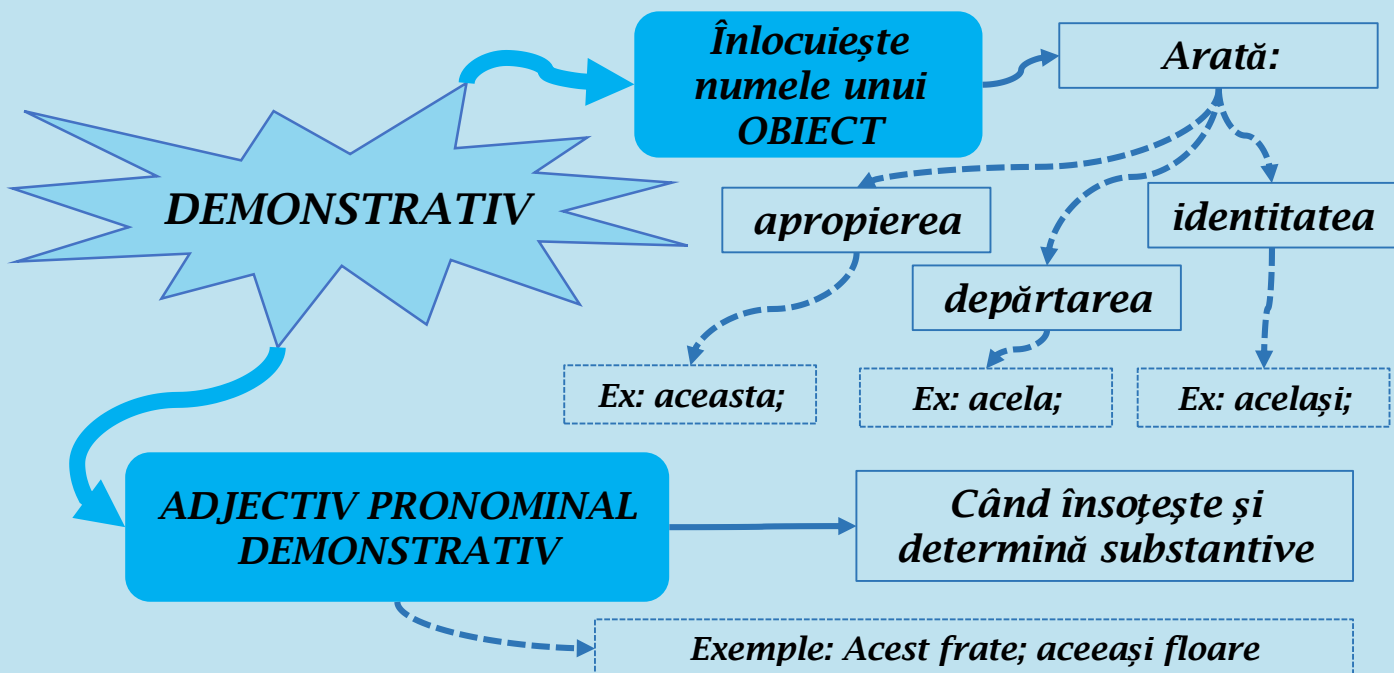 DEMONSTRATIV
Înlocuiește
numele unui
OBIECT
Arată:
apropierea
identitatea
depărtarea
Ex: aceasta;
Ex: acela;
Ex: același;
ADJECTIV PRONOMINAL
DEMONSTRATIV
Când însoțește și
determină substantive
Exemple: Acest frate; aceeași floare